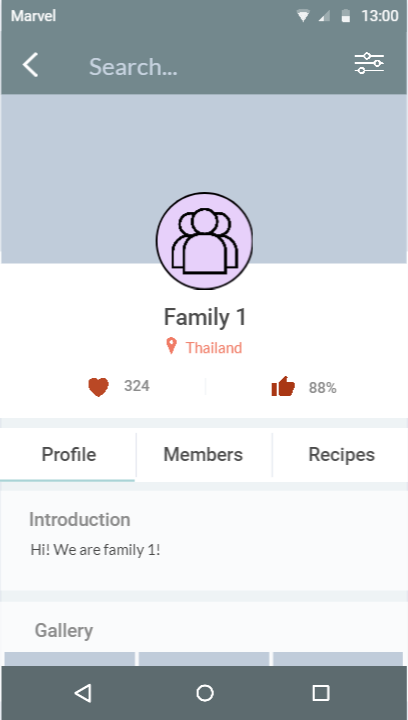 Marvel 13:00
Search...
Family 1
Thailand
324 88%
Profile Members Recipes
Introduction
Hi! We are family 1!
Gallery